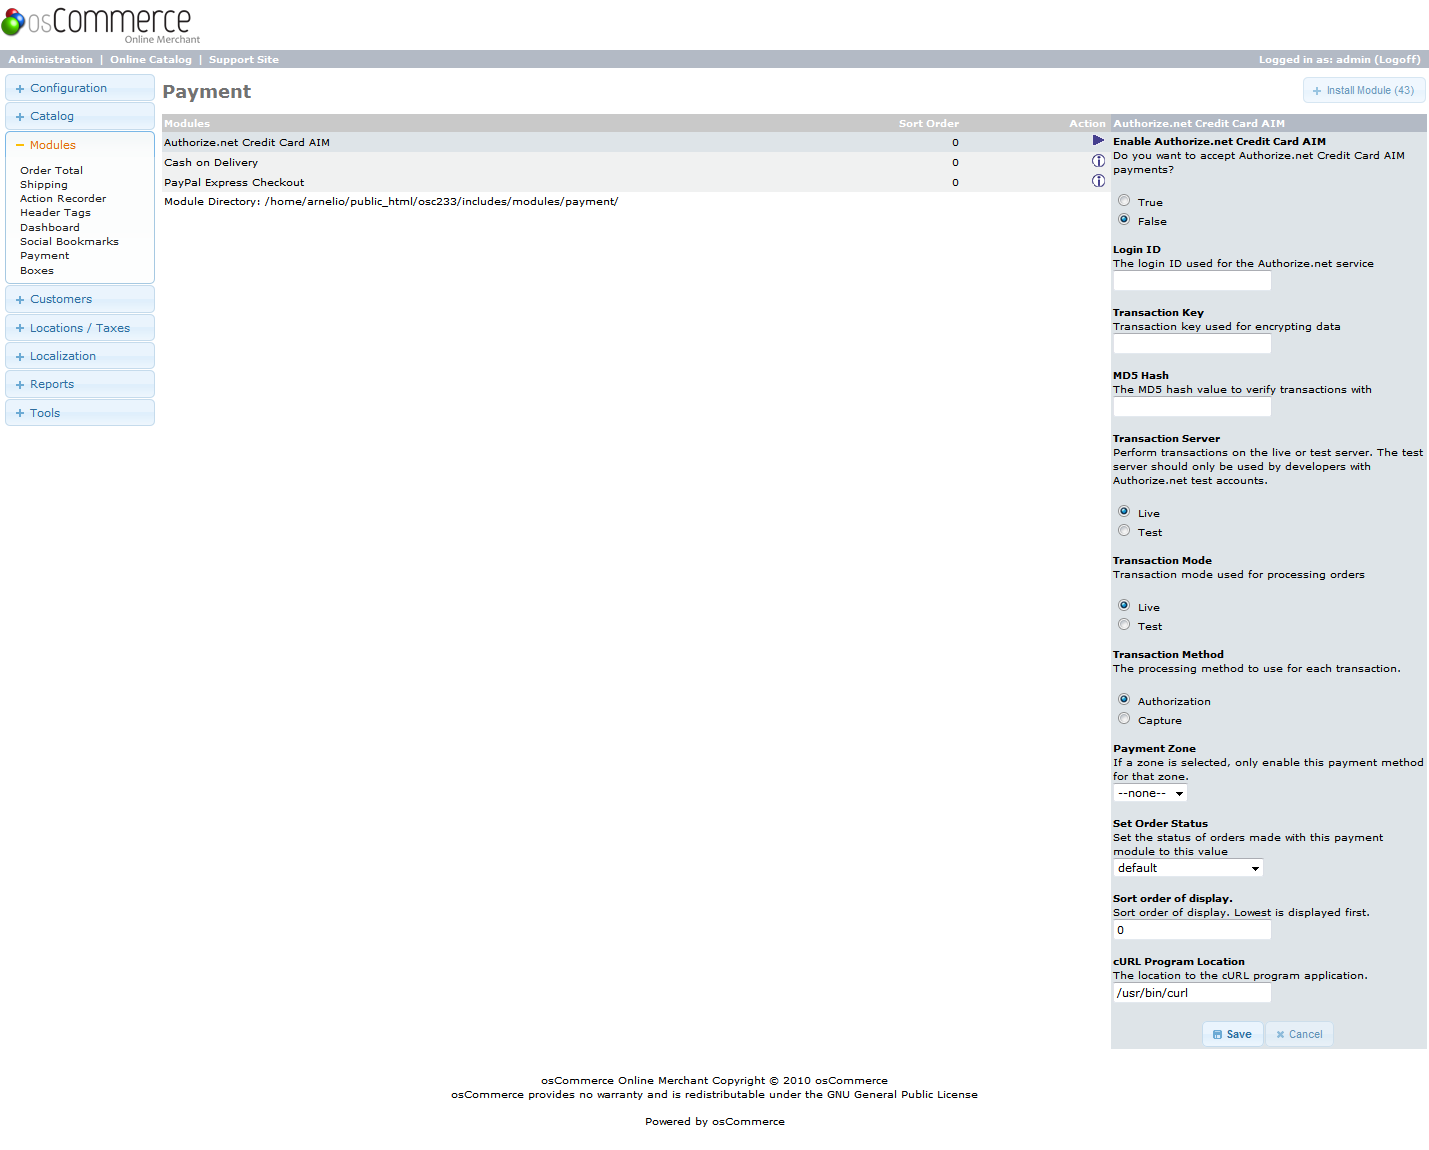 osCommerce
Online Merchant
Administration | Online Catalog | Support Site
Logged in as: admin (Logoff)
Configuration
Catalog
Modules
Order Total
Shipping
Action Recorder
Header Tags
Dashboard
Social Bookmarks
Payment
Boxes
Customers
Locations / Taxes
Localization
Reports
Tools
Payment
Install Module (43)
Modules Sort Order Action
Authorize.net Credit Card AIM 0
Cash on Delivery 0
PayPal Express Checkout 0
Module Directory: /home/arnelio/public_html/osc233/includes/modules/payment/
Authorize.net Credit Card AIM
Enable Authorize.net Credit Card AIM
Do you want to accept Authorize.net Credit Card AIM
payments?
True
False
Login ID
The login ID used for the Authorize.net service
Transaction Key
Transaction key used for encrypting data
MD5 Hash
The MD5 hash value to verify transactions with
Transaction Server
Perform transactions on the live or test server. The test
server should only be used by developers with
Authorize.net test accounts.
Live
Test
Transaction Mode
Transaction mode used for processing orders
Live
Test
Transaction Method
The processing method to use for each transaction.
Authorization
Capture
Payment Zone
If a zone is selected, only enable this payment method
for that zone.
--none--
Set Order Status
Set the status of orders made with this payment
module to this value
default
Sort order of display.
Sort order of display. Lowest is displayed first.
0
cURL Program Location
The location to the cURL program application.
/usr/bin/curl
Save Cancel
osCommerce Online Merchant Copyright © 2010 osCommerce
osCommerce provides no warranty and is redistributable under the GNU General Public License
Powered by osCommerce